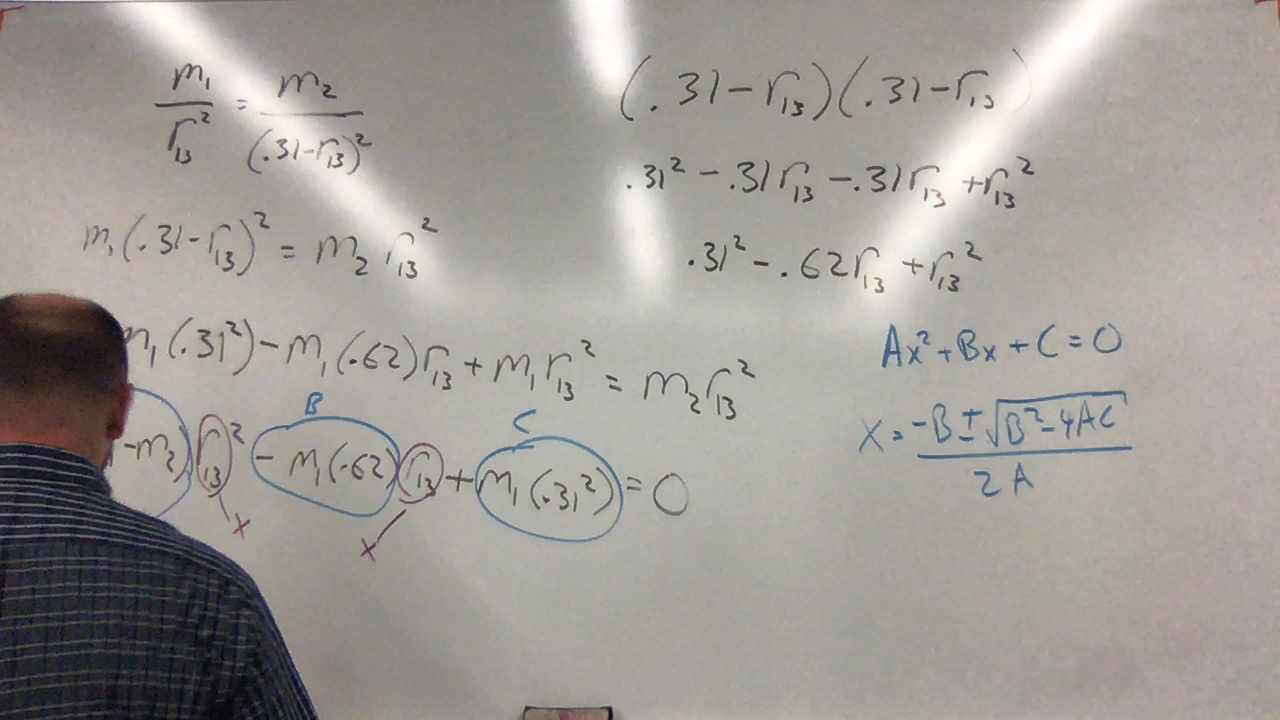 m₁/r₁₃² = m₂/(.31-r₁₃)²
m₁(.31-r₁₃)² = m₂ r₁₃²
m₁(.31²)-m₁(.62)r₁₃+m₁r₁₃² = m₂r₁₃²
B
C
-m₂) r₁₃² - m₁(.62) r₁₃ + m₁(.31²) = 0
x
x
(.31-r₁₃)(.31-r₁₃)
.31² -.31r₁₃ -.31r₁₃ +r₁₃²
.31² -.62r₁₃ +r₁₃²
Ax²+Bx+C=0
x = (-B±√(B²-4AC))/2A